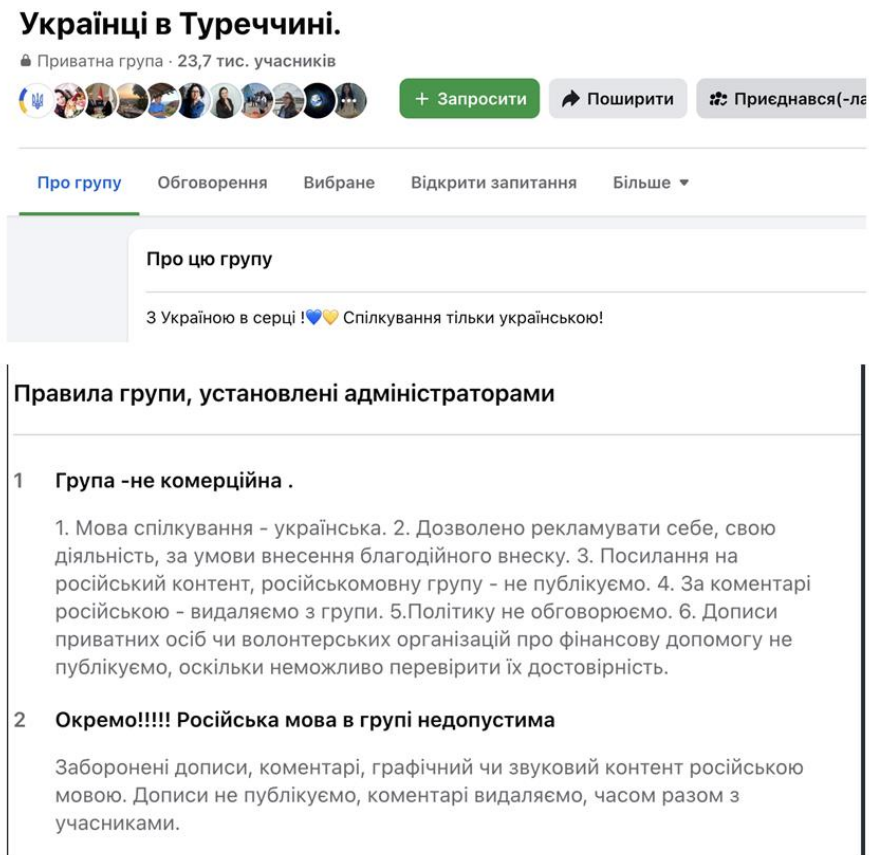 Українці в Туреччині.
Приватна група · 23,7 тис. учасників
+ Запросити
Поширити
Приєднався(-ла
Про групу
Обговорення
Вибране
Відкрити запитання
Більше
Про цю групу
З Україною в серці !💙💛 Спілкування тільки українською!
Правила групи, установлені адміністраторами
1 Група -не комерційна .
1. Мова спілкування - українська. 2. Дозволено рекламувати себе, свою
діяльність, за умови внесення благодійного внеску. 3. Посилання на
російський контент, російськомовну групу - не публікуємо. 4. За коментарі
російською - видаляємо з групи. 5.Політику не обговорюємо. 6. Дописи
приватних осіб чи волонтерських організацій про фінансову допомогу не
публікуємо, оскільки неможливо перевірити їх достовірність.
2 Окремо!!!!! Російська мова в групі недопустима
Заборонені дописи, коментарі, графічний чи звуковий контент російською
мовою. Дописи не публікуємо, коментарі видаляємо, часом разом з
учасниками.